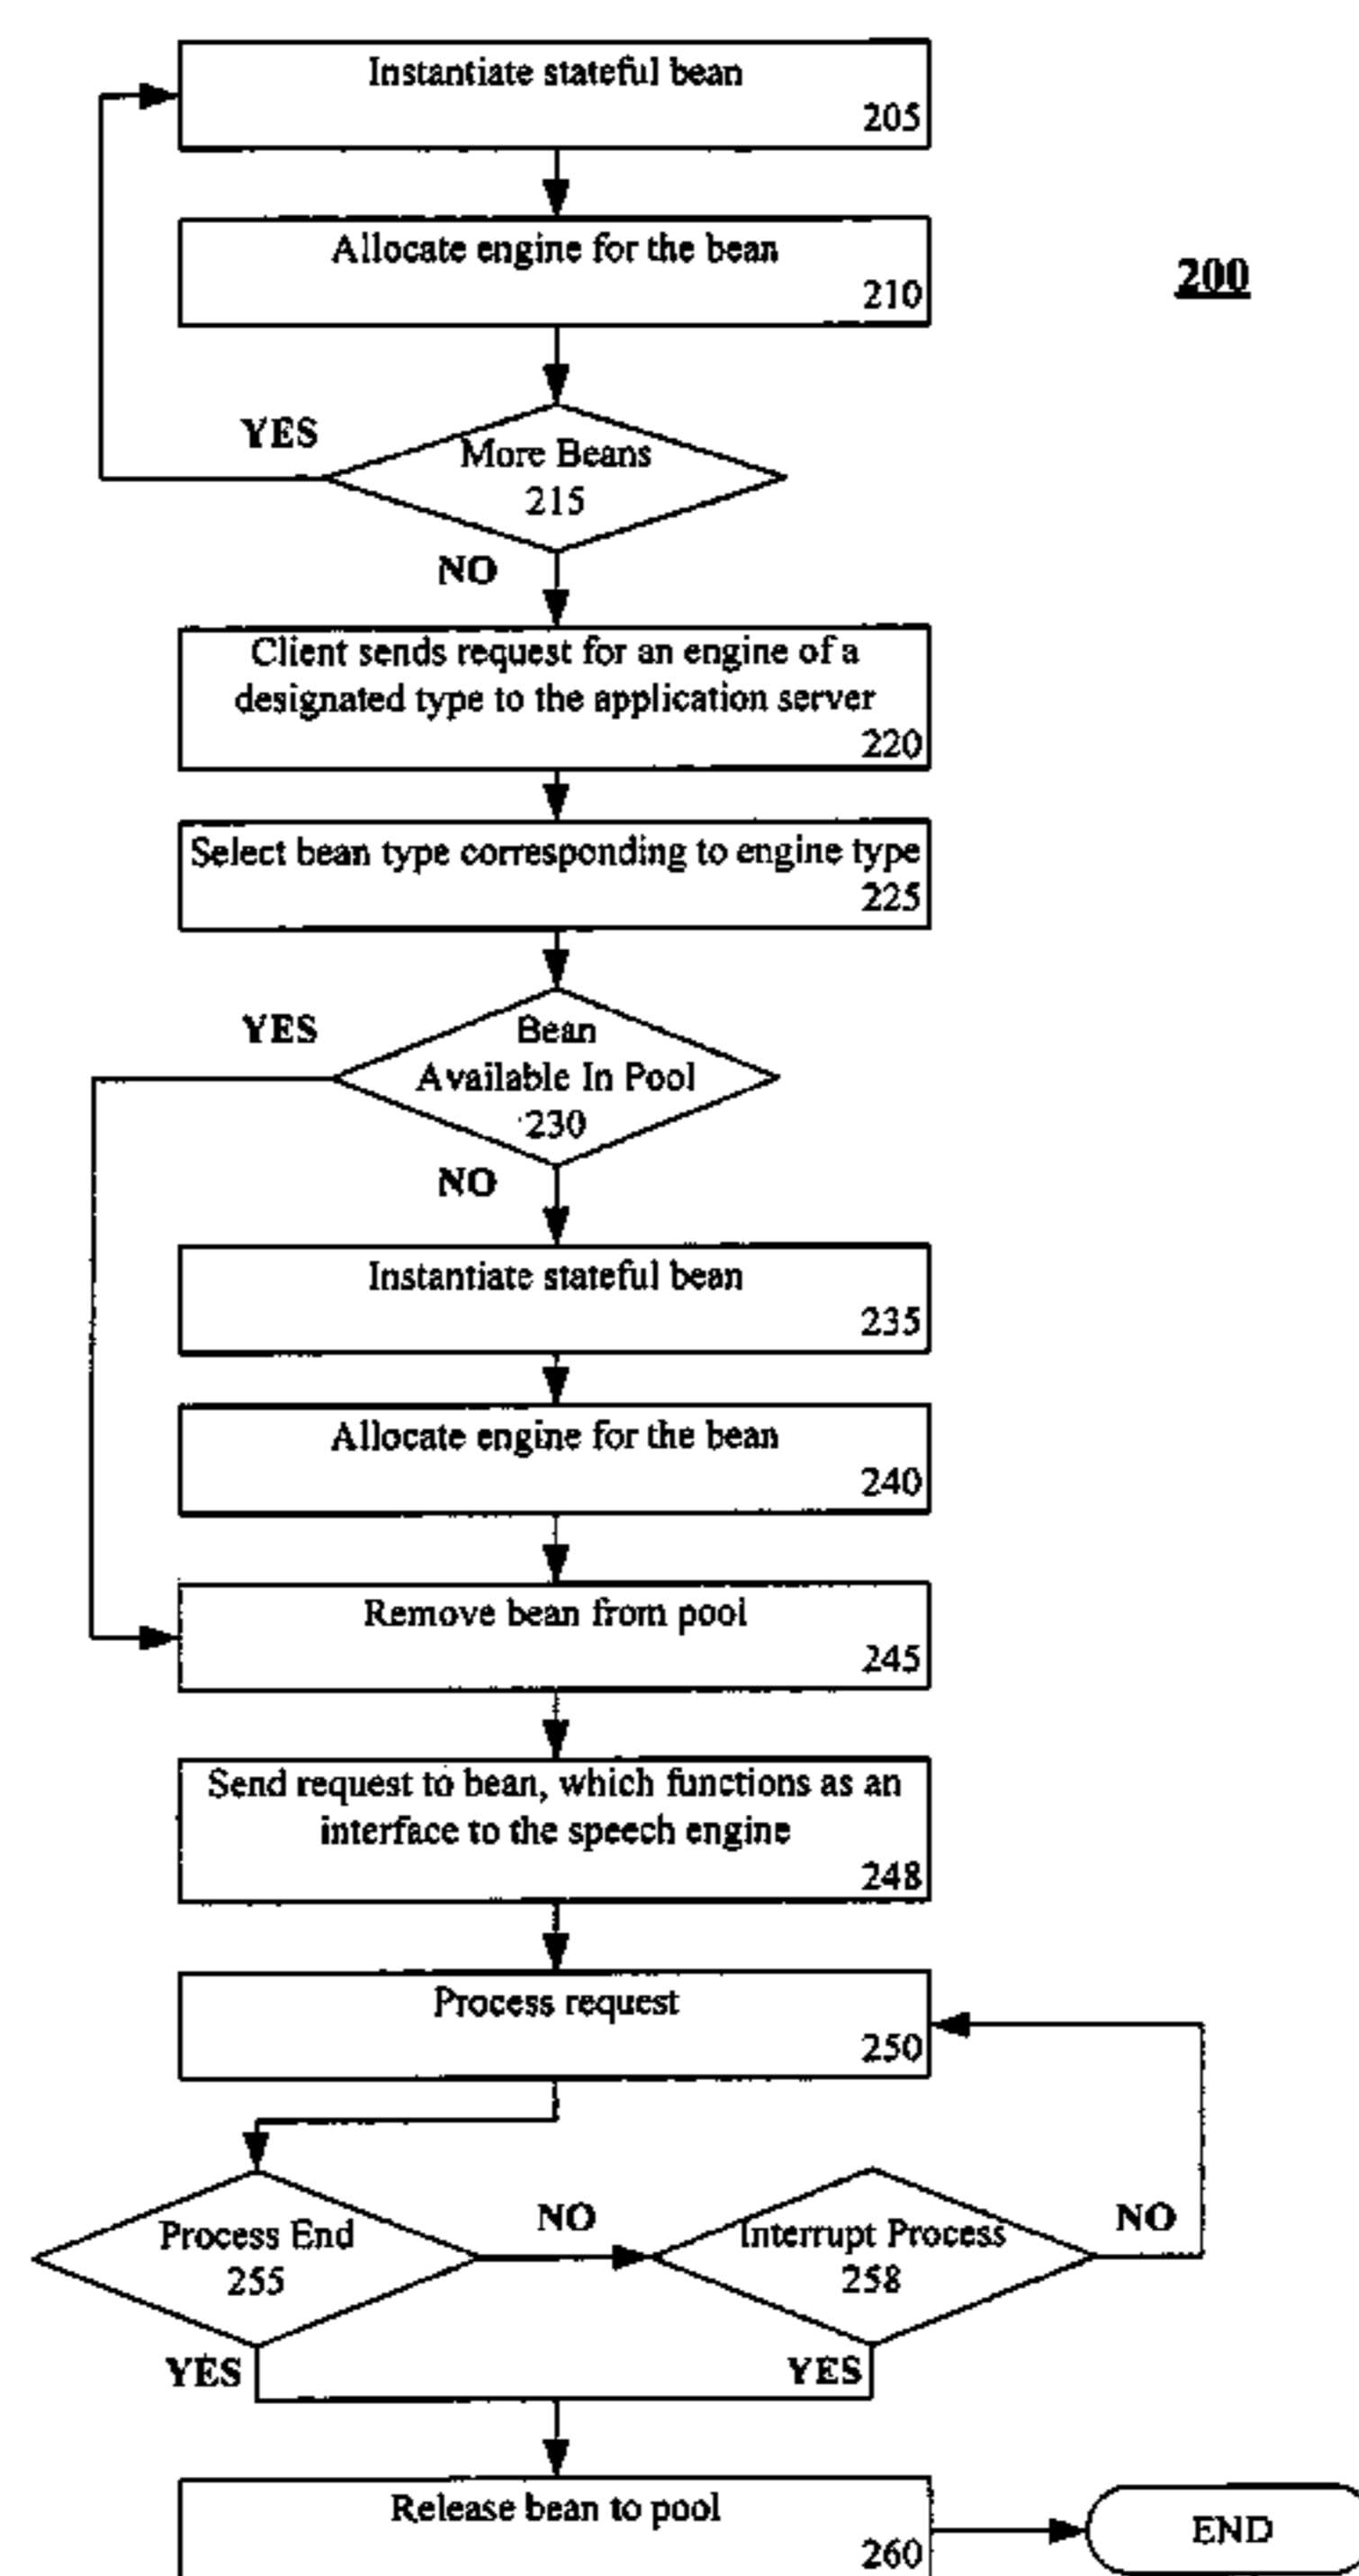 Instantiate stateful bean
205
Allocate engine for the bean
210
200
YES
More Beans
215
NO
Client sends request for an engine of a
designated type to the application server
220
Select bean type corresponding to engine type
225
YES
Bean
Available In Pool
230
NO
Instantiate stateful bean
235
Allocate engine for the bean
240
Remove bean from pool
245
Send request to bean, which functions as an
interface to the speech engine
248
Process request
250
Process End
255
NO
Interrupt Process
258
NO
YES
YES
Release bean to pool
260
END